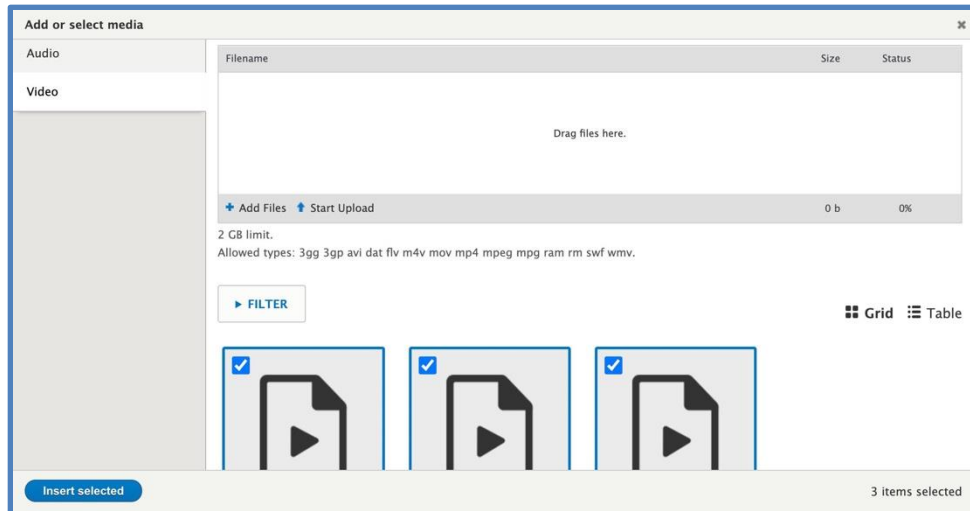 Add or select media
Audio
Video
Filename Size Status
Drag files here.
Add Files Start Upload 0 b 0%
2 GB limit.
Allowed types: 3gg 3gp avi dat flv m4v mov mp4 mpeg mpg ram rm swf wmv.
FILTER
Grid Table
Insert selected 3 items selected